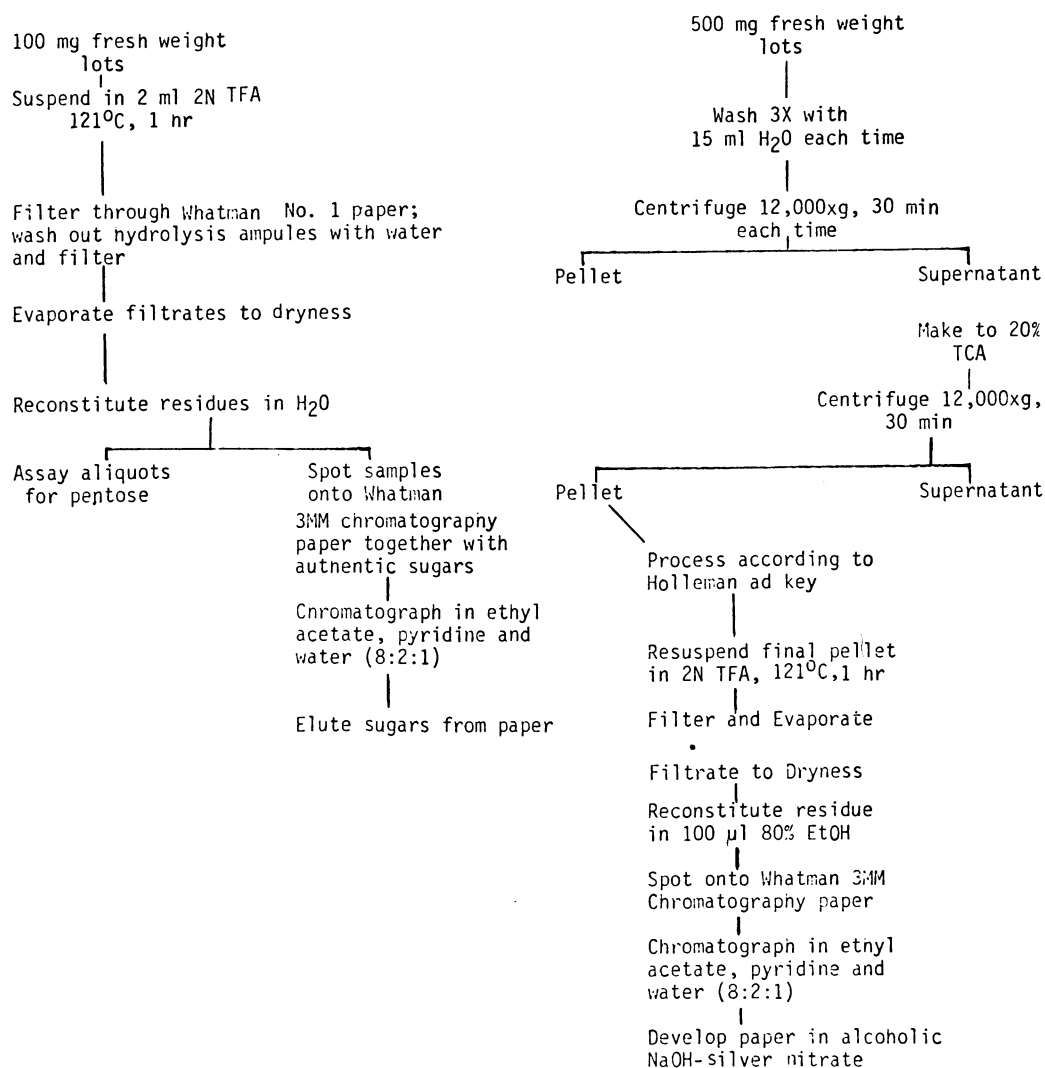 100 mg fresh weight
lots
Suspend in 2 ml 2N TFA
121°C, 1 hr
Filter through Whatman No. 1 paper;
wash out hydrolysis ampules with water
and filter
Evaporate filtrates to dryness
Reconstitute residues in H2O
Assay aliquots
for pentose
Spot samples
onto Whatman
3MM chromatography
paper together with
autnentic sugars
Cnromatograph in ethyl
acetate, pyridine and
water (8:2:1)
Elute sugars from paper
500 mg fresh weight
lots
Wash 3X with
15 ml H2O each time
Centrifuge 12,000xg, 30 min
each time
Pellet
Supernatant
Make to 20%
TCA
Centrifuge 12,000xg,
30 min
Pellet
Supernatant
Process according to
Holleman ad key
Resuspend final pellet
in 2N TFA, 121°C,1 hr
Filter and Evaporate
Filtrate to Dryness
Reconstitute residue
in 100 µl 80% EtOH
Spot onto Whatman 3MM
Chromatography paper
Chromatograph in etnyl
acetate, pyridine and
water (8:2:1)
Develop paper in alcoholic
NaOH-silver nitrate